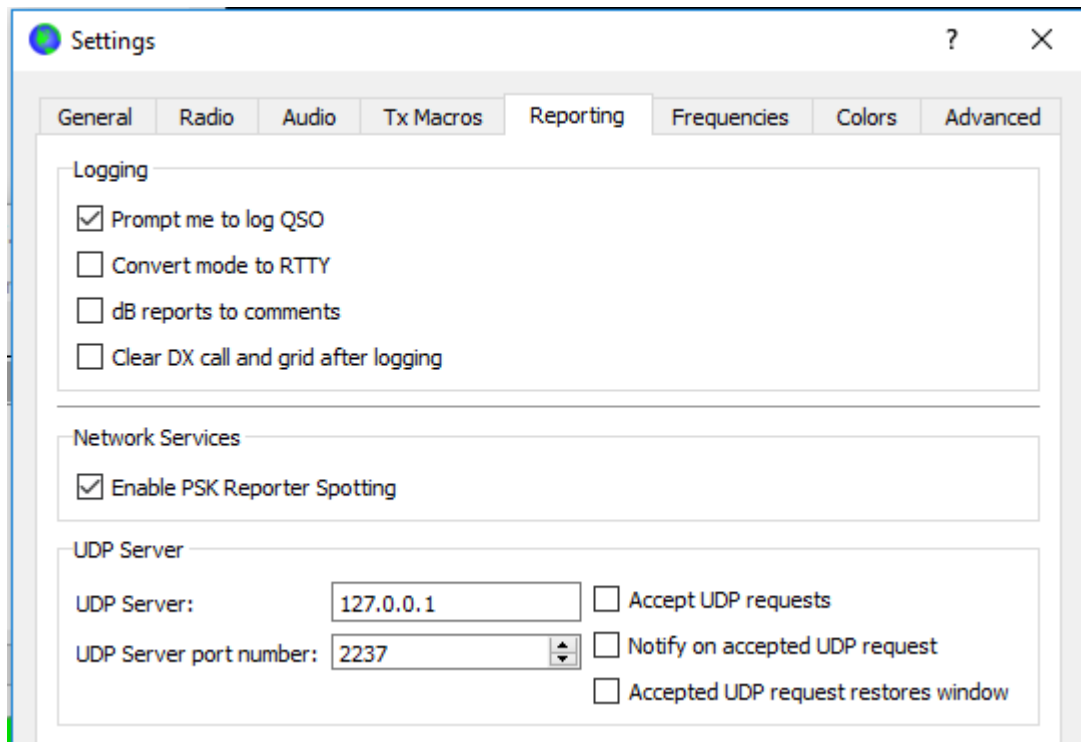 Settings
General Radio Audio Tx Macros Reporting Frequencies Colors Advanced
Logging
Prompt me to log QSO
Convert mode to RTTY
dB reports to comments
Clear DX call and grid after logging
Network Services
Enable PSK Reporter Spotting
UDP Server
UDP Server: 127.0.0.1 Accept UDP requests
UDP Server port number: 2237 Notify on accepted UDP request
Accepted UDP request restores window